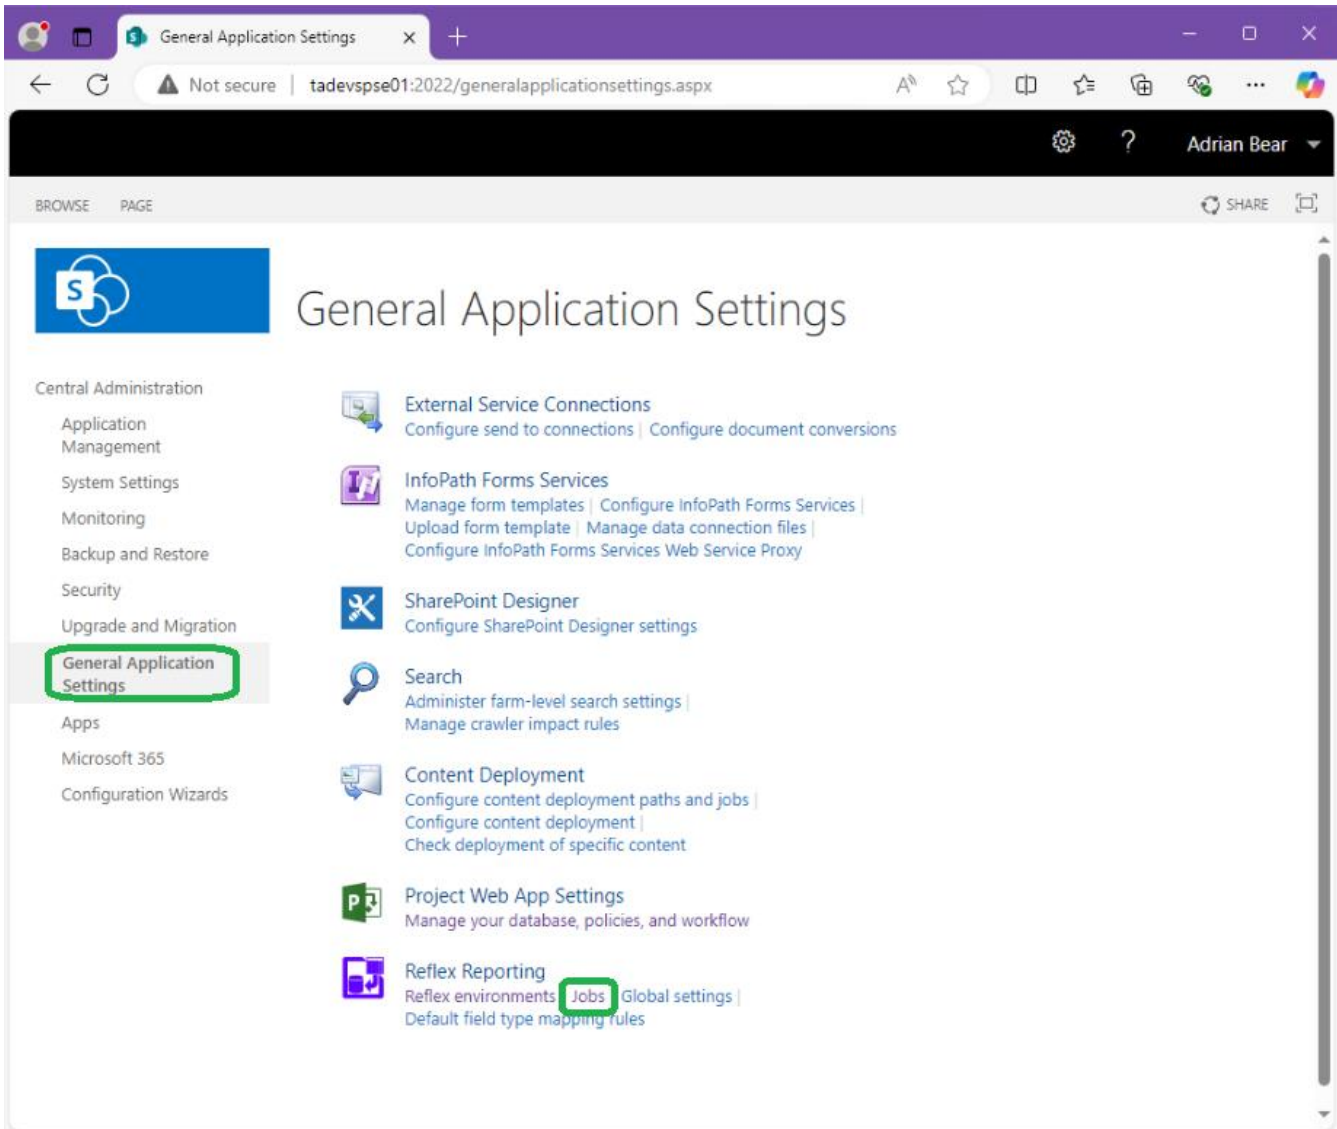 General Application Settings
Not secure | tadevspse01:2022/generalapplicationsettings.aspx
? Adrian Bear
BROWSE PAGE SHARE
S
General Application Settings
Central Administration
Application
Management
System Settings
Monitoring
Backup and Restore
Security
Upgrade and Migration
General Application
Settings
Apps
Microsoft 365
Configuration Wizards
External Service Connections
Configure send to connections | Configure document conversions
InfoPath Forms Services
Manage form templates | Configure InfoPath Forms Services |
Upload form template | Manage data connection files |
Configure InfoPath Forms Services Web Service Proxy
SharePoint Designer
Configure SharePoint Designer settings
Search
Administer farm-level search settings |
Manage crawler impact rules
Content Deployment
Configure content deployment paths and jobs |
Configure content deployment |
Check deployment of specific content
P
Project Web App Settings
Manage your database, policies, and workflow
Reflex Reporting
Reflex environments | Jobs | Global settings |
Default field type mapping rules